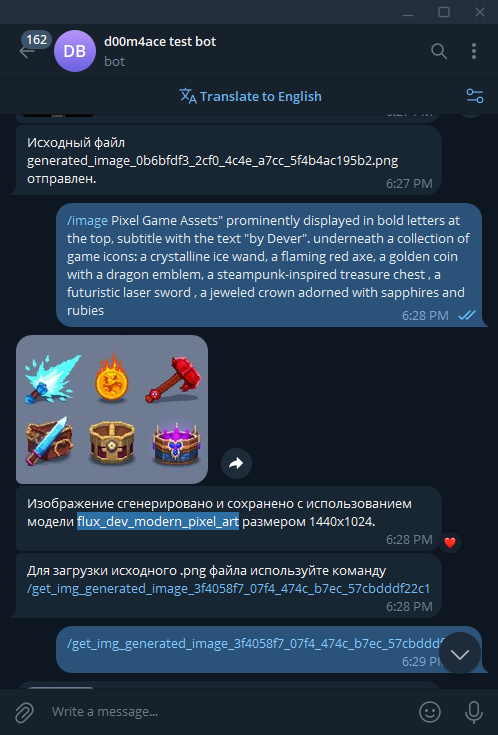 162
DB
d00m4ace test bot
bot
Translate to English
Исходный файл
generated_image_0b6bfdf3_2cf0_4c4e_a7cc_5f4b4ac195b2.png
отправлен.
6:27 PM
/image Pixel Game Assets" prominently displayed in bold letters at
the top, subtitle with the text "by Dever". underneath a collection of
game icons: a crystalline ice wand, a flaming red axe, a golden coin
with a dragon emblem, a steampunk-inspired treasure chest , a
futuristic laser sword , a jeweled crown adorned with sapphires and
rubies
6:28 PM
Изображение сгенерировано и сохранено с использованием
модели flux_dev_modern_pixel_art размером 1440x1024.
6:28 PM
Для загрузки исходного .png файла используйте команду
/get_img_generated_image_3f4058f7_07f4_474c_b7ec_57cbdddf22c1
6:28 PM
/get_img_generated_image_3f4058f7_07f4_474c_b7ec_57cbdddf
6:29 PM
Write a message...